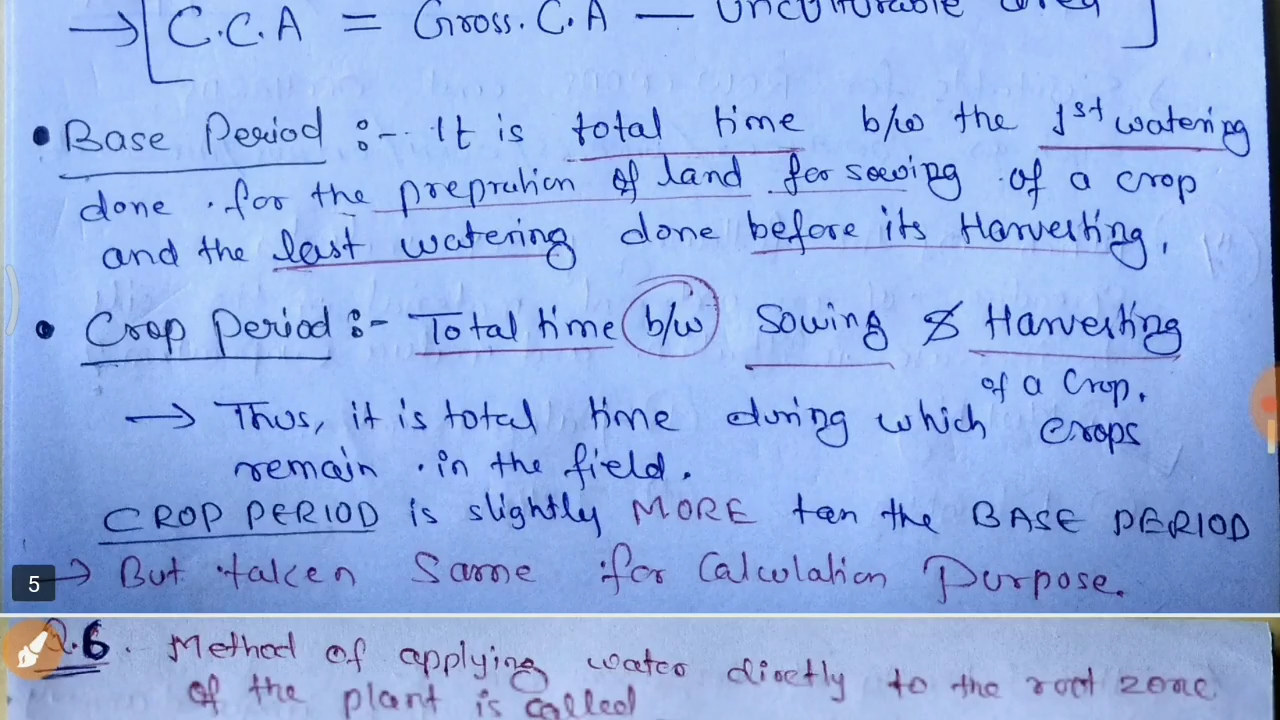 → [ C.C.A = Gross. C.A — Unculturable area ]
• Base Period :- It is total time b/w the 1st watering
done for the prepration of land for sowing of a crop
and the last watering done before its Harvesting.
• Crop Period :- Total time b/w Sowing & Harvesting
of a Crop.
→ Thus, it is total time during which crops
remain in the field.
CROP PERIOD is slightly MORE ten the BASE PERIOD
→ But taken Same for Calculation Purpose.
5
Q.6. Method of applying water directly to the root zone
of the plant is called